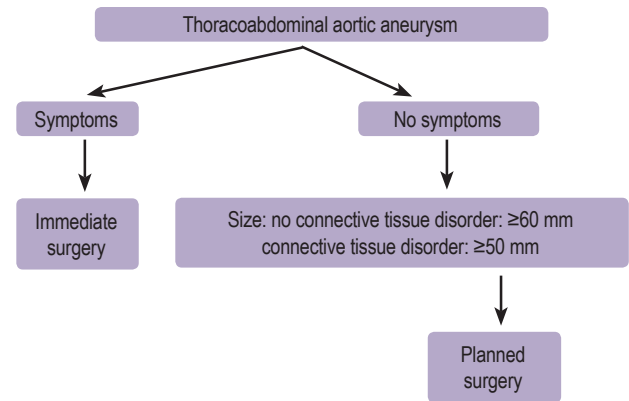 Thoracoabdominal aortic aneurysm
Symptoms
No symptoms
Immediate
surgery
Size: no connective tissue disorder: ≥60 mm
connective tissue disorder: ≥50 mm
Planned
surgery